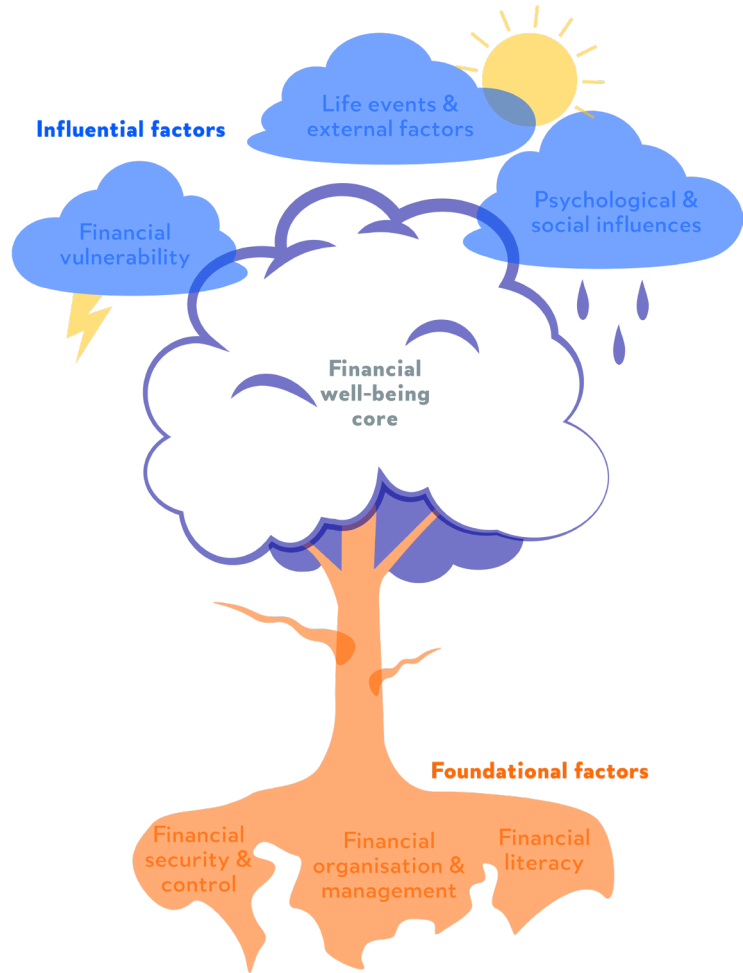 Life events &
external factors
Influential factors
Psychological &
social influences
Financial
vulnerability
Financial
well-being
core
Foundational factors
Financial
security &
control
Financial
organisation &
management
Financial
literacy